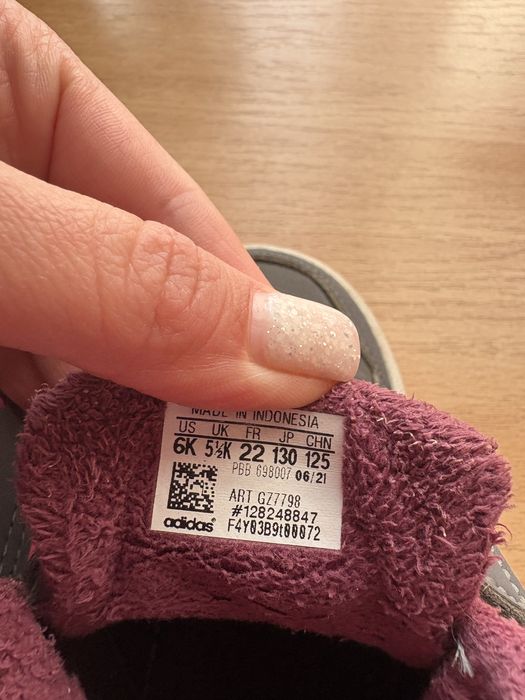 MADE IN INDONESIA
US UK FR JP CHN
6K 5½K 22 130 125
PBB 698007 06/21
ART GZ7798
#128248847
adidas F4Y03B9t00072